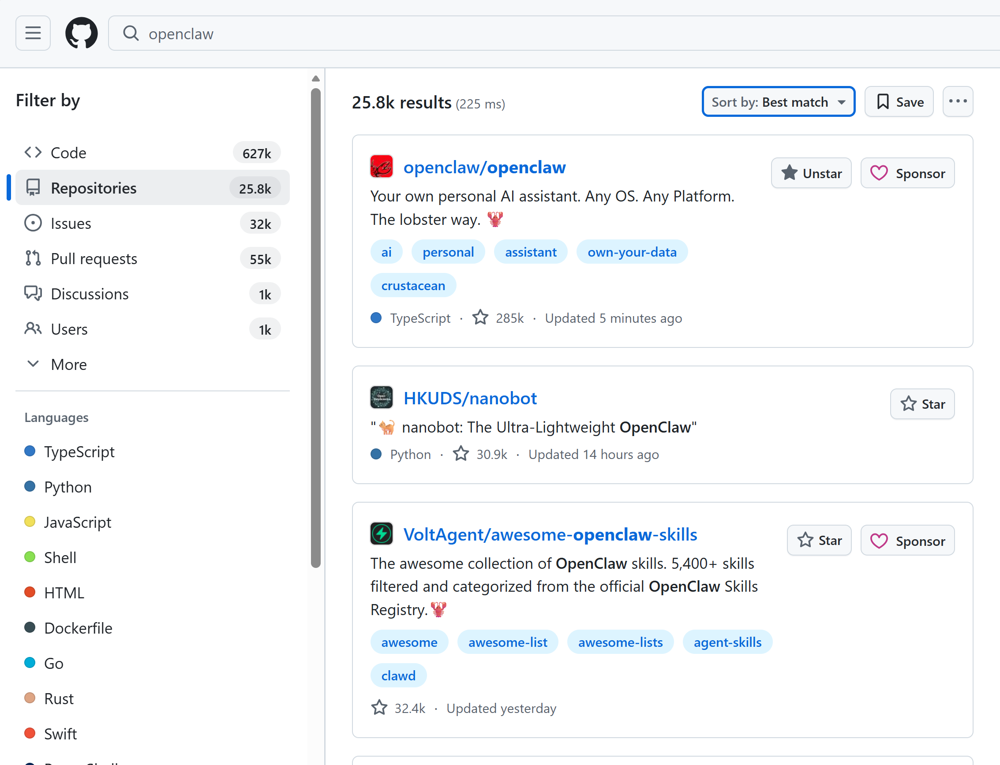 openclaw
Filter by
Code 627k
Repositories 25.8k
Issues 32k
Pull requests 55k
Discussions 1k
Users 1k
More
Languages
TypeScript
Python
JavaScript
Shell
HTML
Dockerfile
Go
Rust
Swift
25.8k results (225 ms)
Sort by: Best match
Save
openclaw/openclaw
Unstar
Sponsor
Your own personal AI assistant. Any OS. Any Platform.
The lobster way. 🦞
ai personal assistant own-your-data
crustacean
TypeScript · 285k · Updated 5 minutes ago
HKUDS/nanobot
Star
"🐈 nanobot: The Ultra-Lightweight OpenClaw"
Python · 30.9k · Updated 14 hours ago
VoltAgent/awesome-openclaw-skills
Star
Sponsor
The awesome collection of OpenClaw skills. 5,400+ skills
filtered and categorized from the official OpenClaw Skills
Registry.🦞
awesome awesome-list awesome-lists agent-skills
clawd
32.4k · Updated yesterday